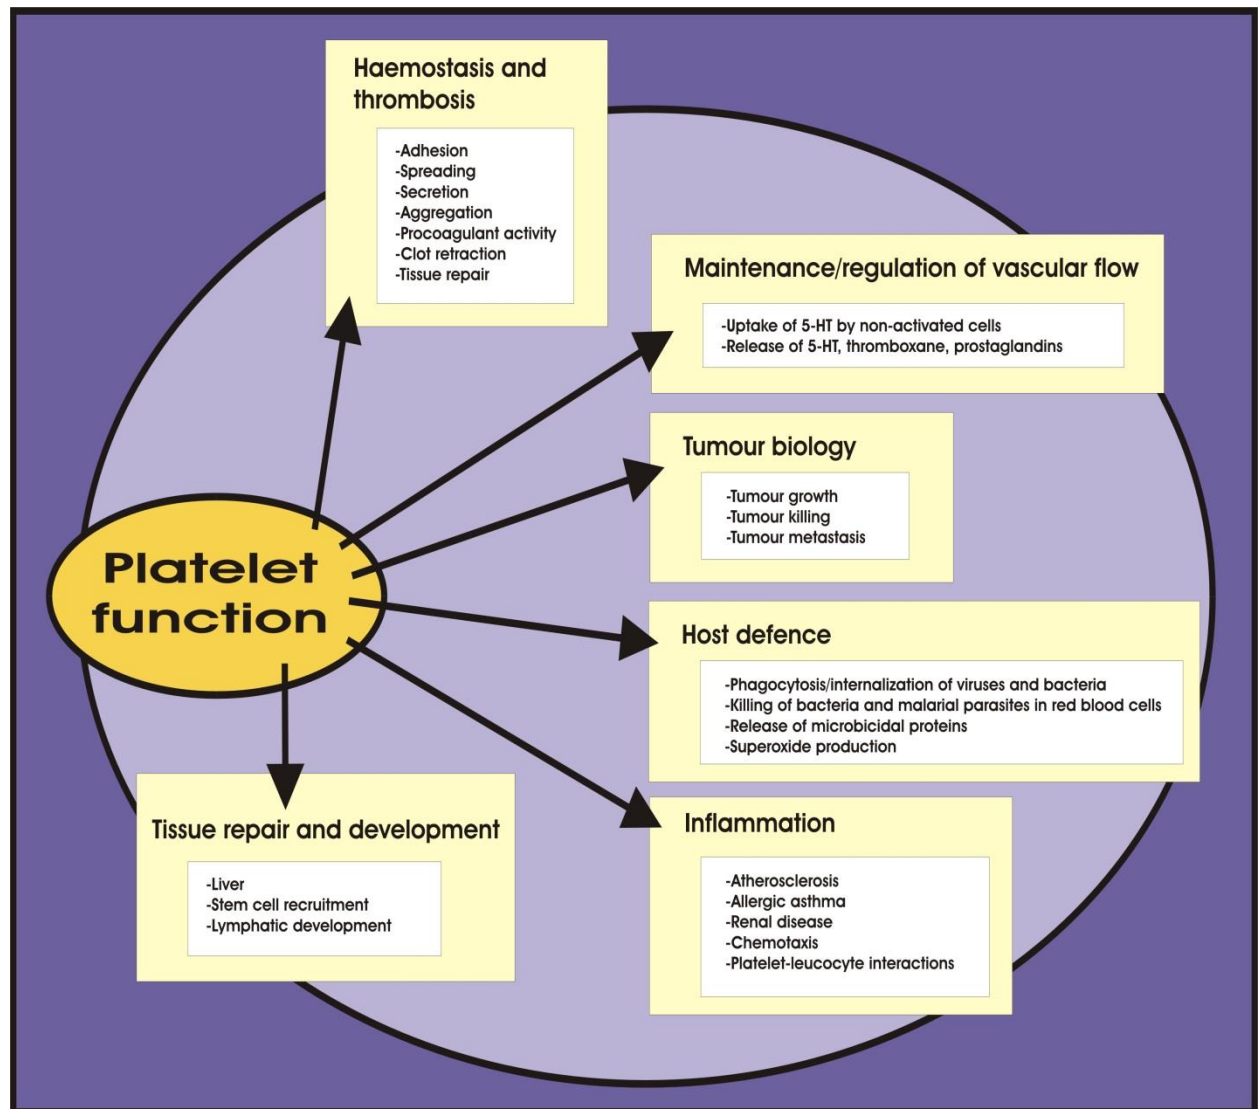 Haemostasis and
thrombosis
-Adhesion
-Spreading
-Secretion
-Aggregation
-Procoagulant activity
-Clot retraction
-Tissue repair
Maintenance/regulation of vascular flow
-Uptake of 5-HT by non-activated cells
-Release of 5-HT, thromboxane, prostaglandins
Tumour biology
-Tumour growth
-Tumour killing
-Tumour metastasis
Platelet
function
Host defence
-Phagocytosis/internalization of viruses and bacteria
-Killing of bacteria and malarial parasites in red blood cells
-Release of microbicidal proteins
-Superoxide production
Tissue repair and development
-Liver
-Stem cell recruitment
-Lymphatic development
Inflammation
-Atherosclerosis
-Allergic asthma
-Renal disease
-Chemotaxis
-Platelet-leucocyte interactions